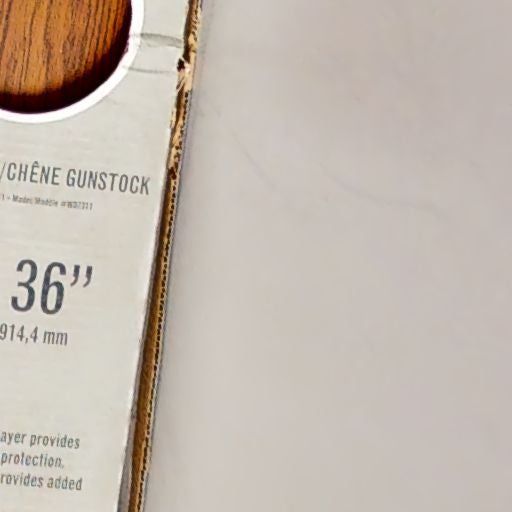 /CHÊNE GUNSTOCK
36”
914,4 mm
ayer provides
protection,
rovides added